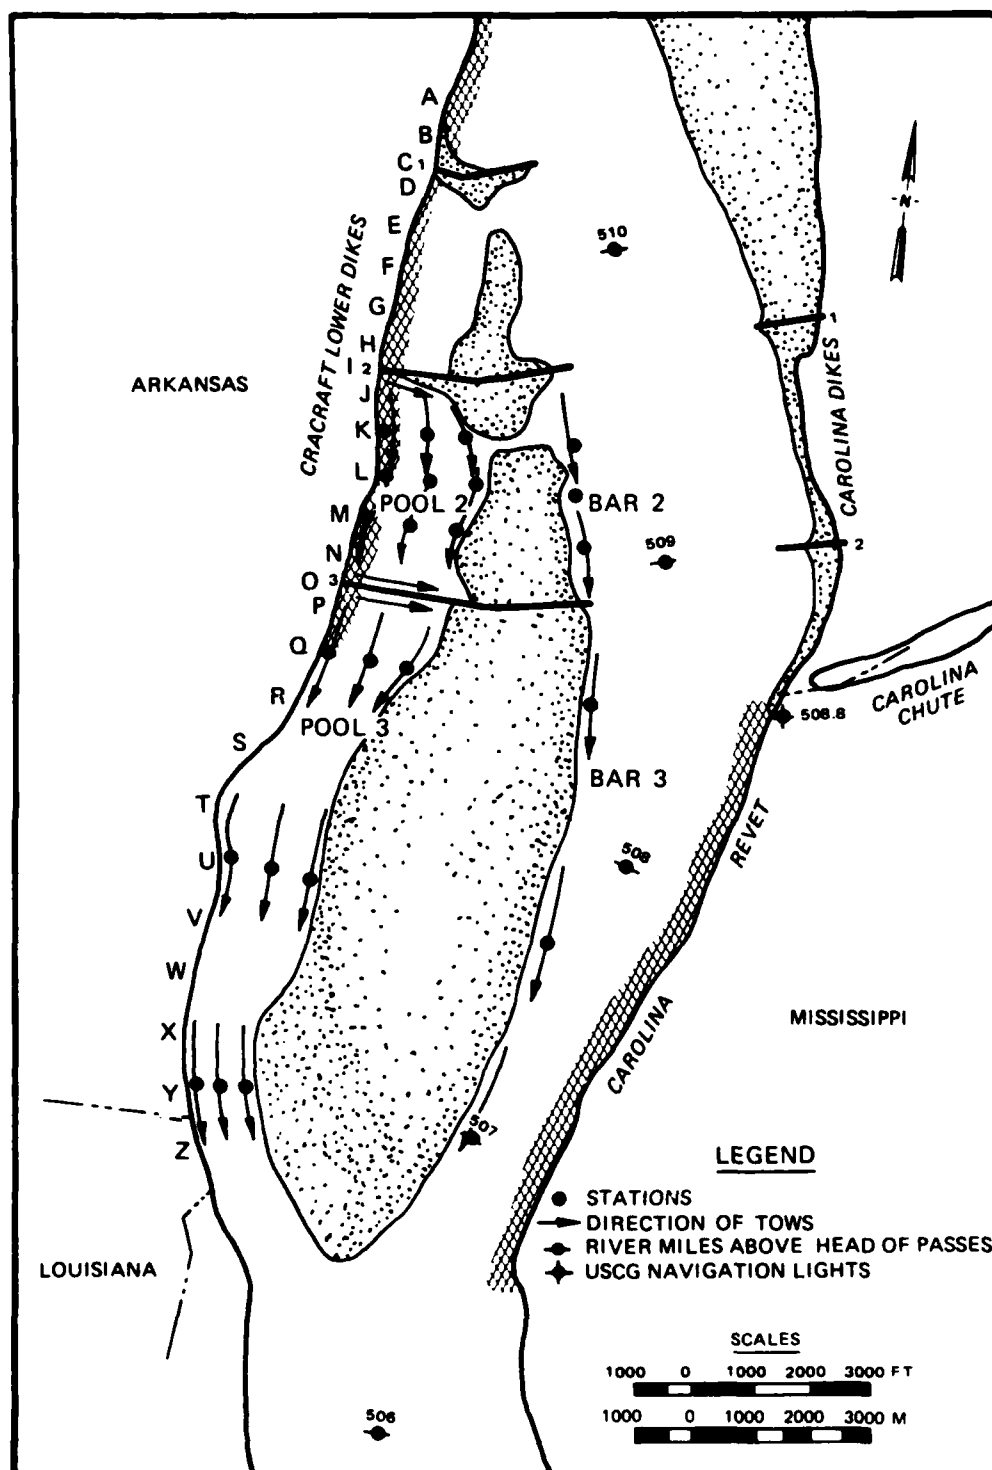 A
B
C 1
D
E
F
G
H
I 2
J
K
L
M
N
O 3
P
Q
R
S
T
U
V
W
X
Y
Z
CRACRAFT LOWER DIKES
ARKANSAS
510
N
1
CAROLINA DIKES
2
POOL 2
BAR 2
509
CAROLINA
CHUTE
508.8
POOL 3
BAR 3
508
REVET
CAROLINA
MISSISSIPPI
507
LOUISIANA
506
LEGEND
STATIONS
DIRECTION OF TOWS
RIVER MILES ABOVE HEAD OF PASSES
USCG NAVIGATION LIGHTS
SCALES
1000 0 1000 2000 3000 FT
1000 0 1000 2000 3000 M